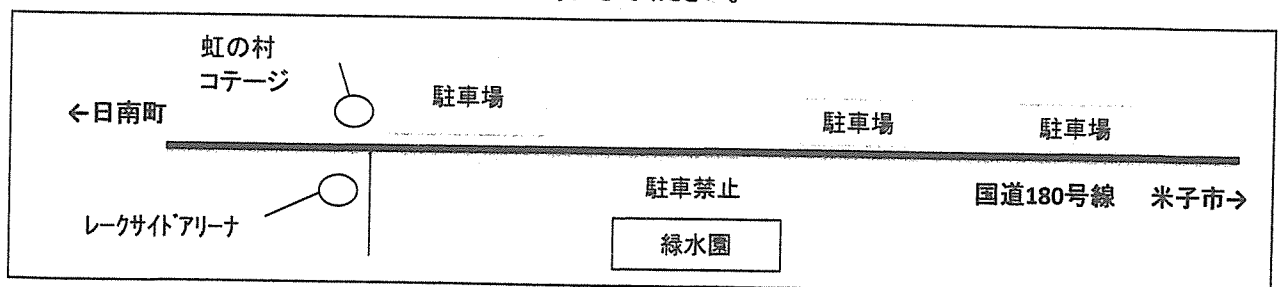 虹の村
コテージ
←日南町
駐車場
駐車場
駐車場
駐車禁止
国道180号線
米子市→
レークサイドアリーナ
緑水園